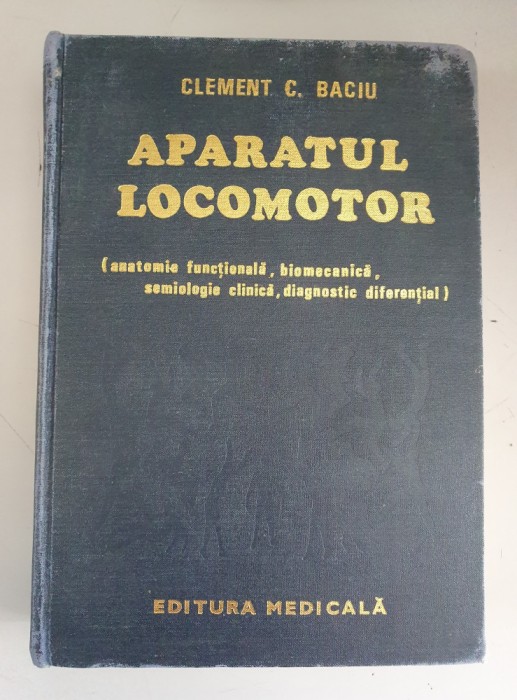 CLEMENT C. BACIU
APARATUL
LOCOMOTOR
(anatomie funcțională, biomecanică,
semiologie clinică, diagnostic diferențial)
EDITURA MEDICALĂ